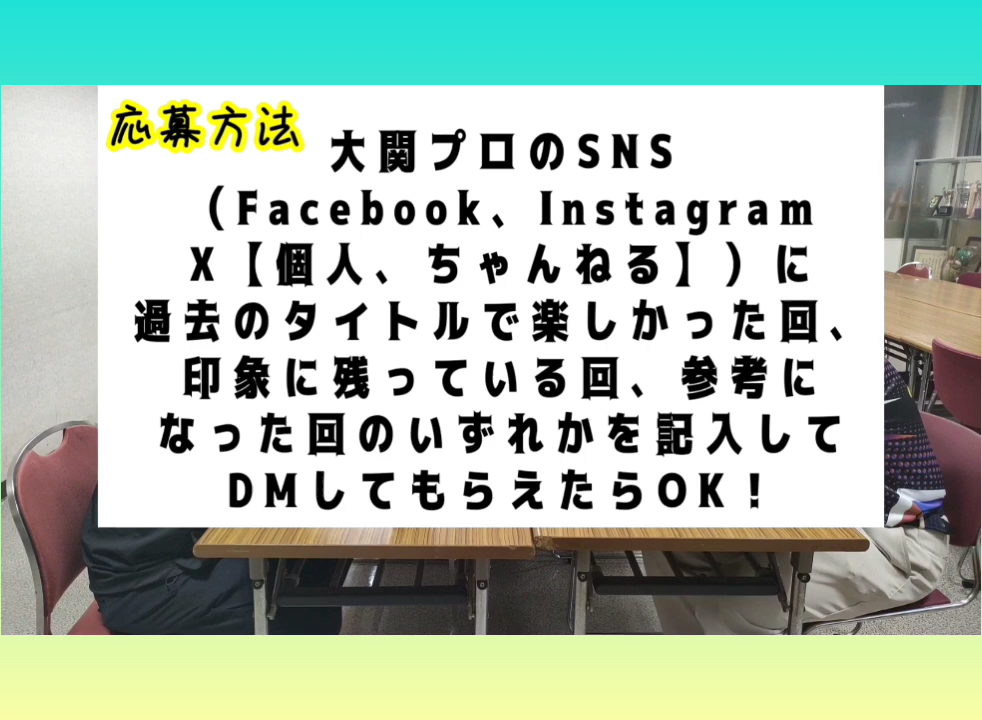 応募方法
大関プロのSNS
（Facebook、Instagram
X【個人、ちゃんねる】）に
過去のタイトルで楽しかった回、
印象に残っている回、参考に
なった回のいずれかを記入して
DMしてもらえたらOK！